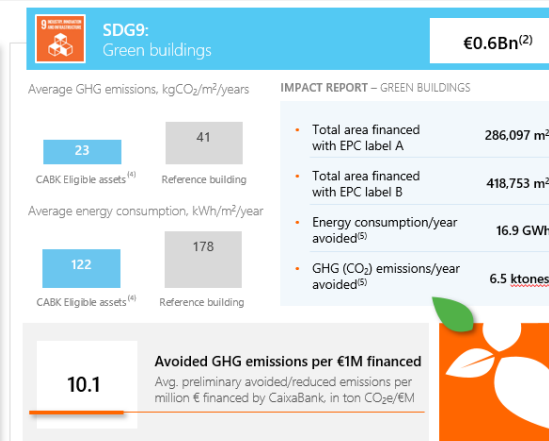 9 INDUSTRY, INNOVATION
AND INFRASTRUCTURE
SDG9:
Green buildings
€0.6Bn(2)
Average GHG emissions, kgCO₂/m²/years
23
41
CABK Eligible assets(4)
Reference building
Average energy consumption, kWh/m²/year
122
178
CABK Eligible assets(4)
Reference building
IMPACT REPORT – GREEN BUILDINGS
• Total area financed
with EPC label A
286,097 m²
• Total area financed
with EPC label B
418,753 m²
• Energy consumption/year
avoided(5)
16.9 GWh
• GHG (CO₂) emissions/year
avoided(5)
6.5 ktones
10.1
Avoided GHG emissions per €1M financed
Avg. preliminary avoided/reduced emissions per
million € financed by CaixaBank, in ton CO₂e/€M